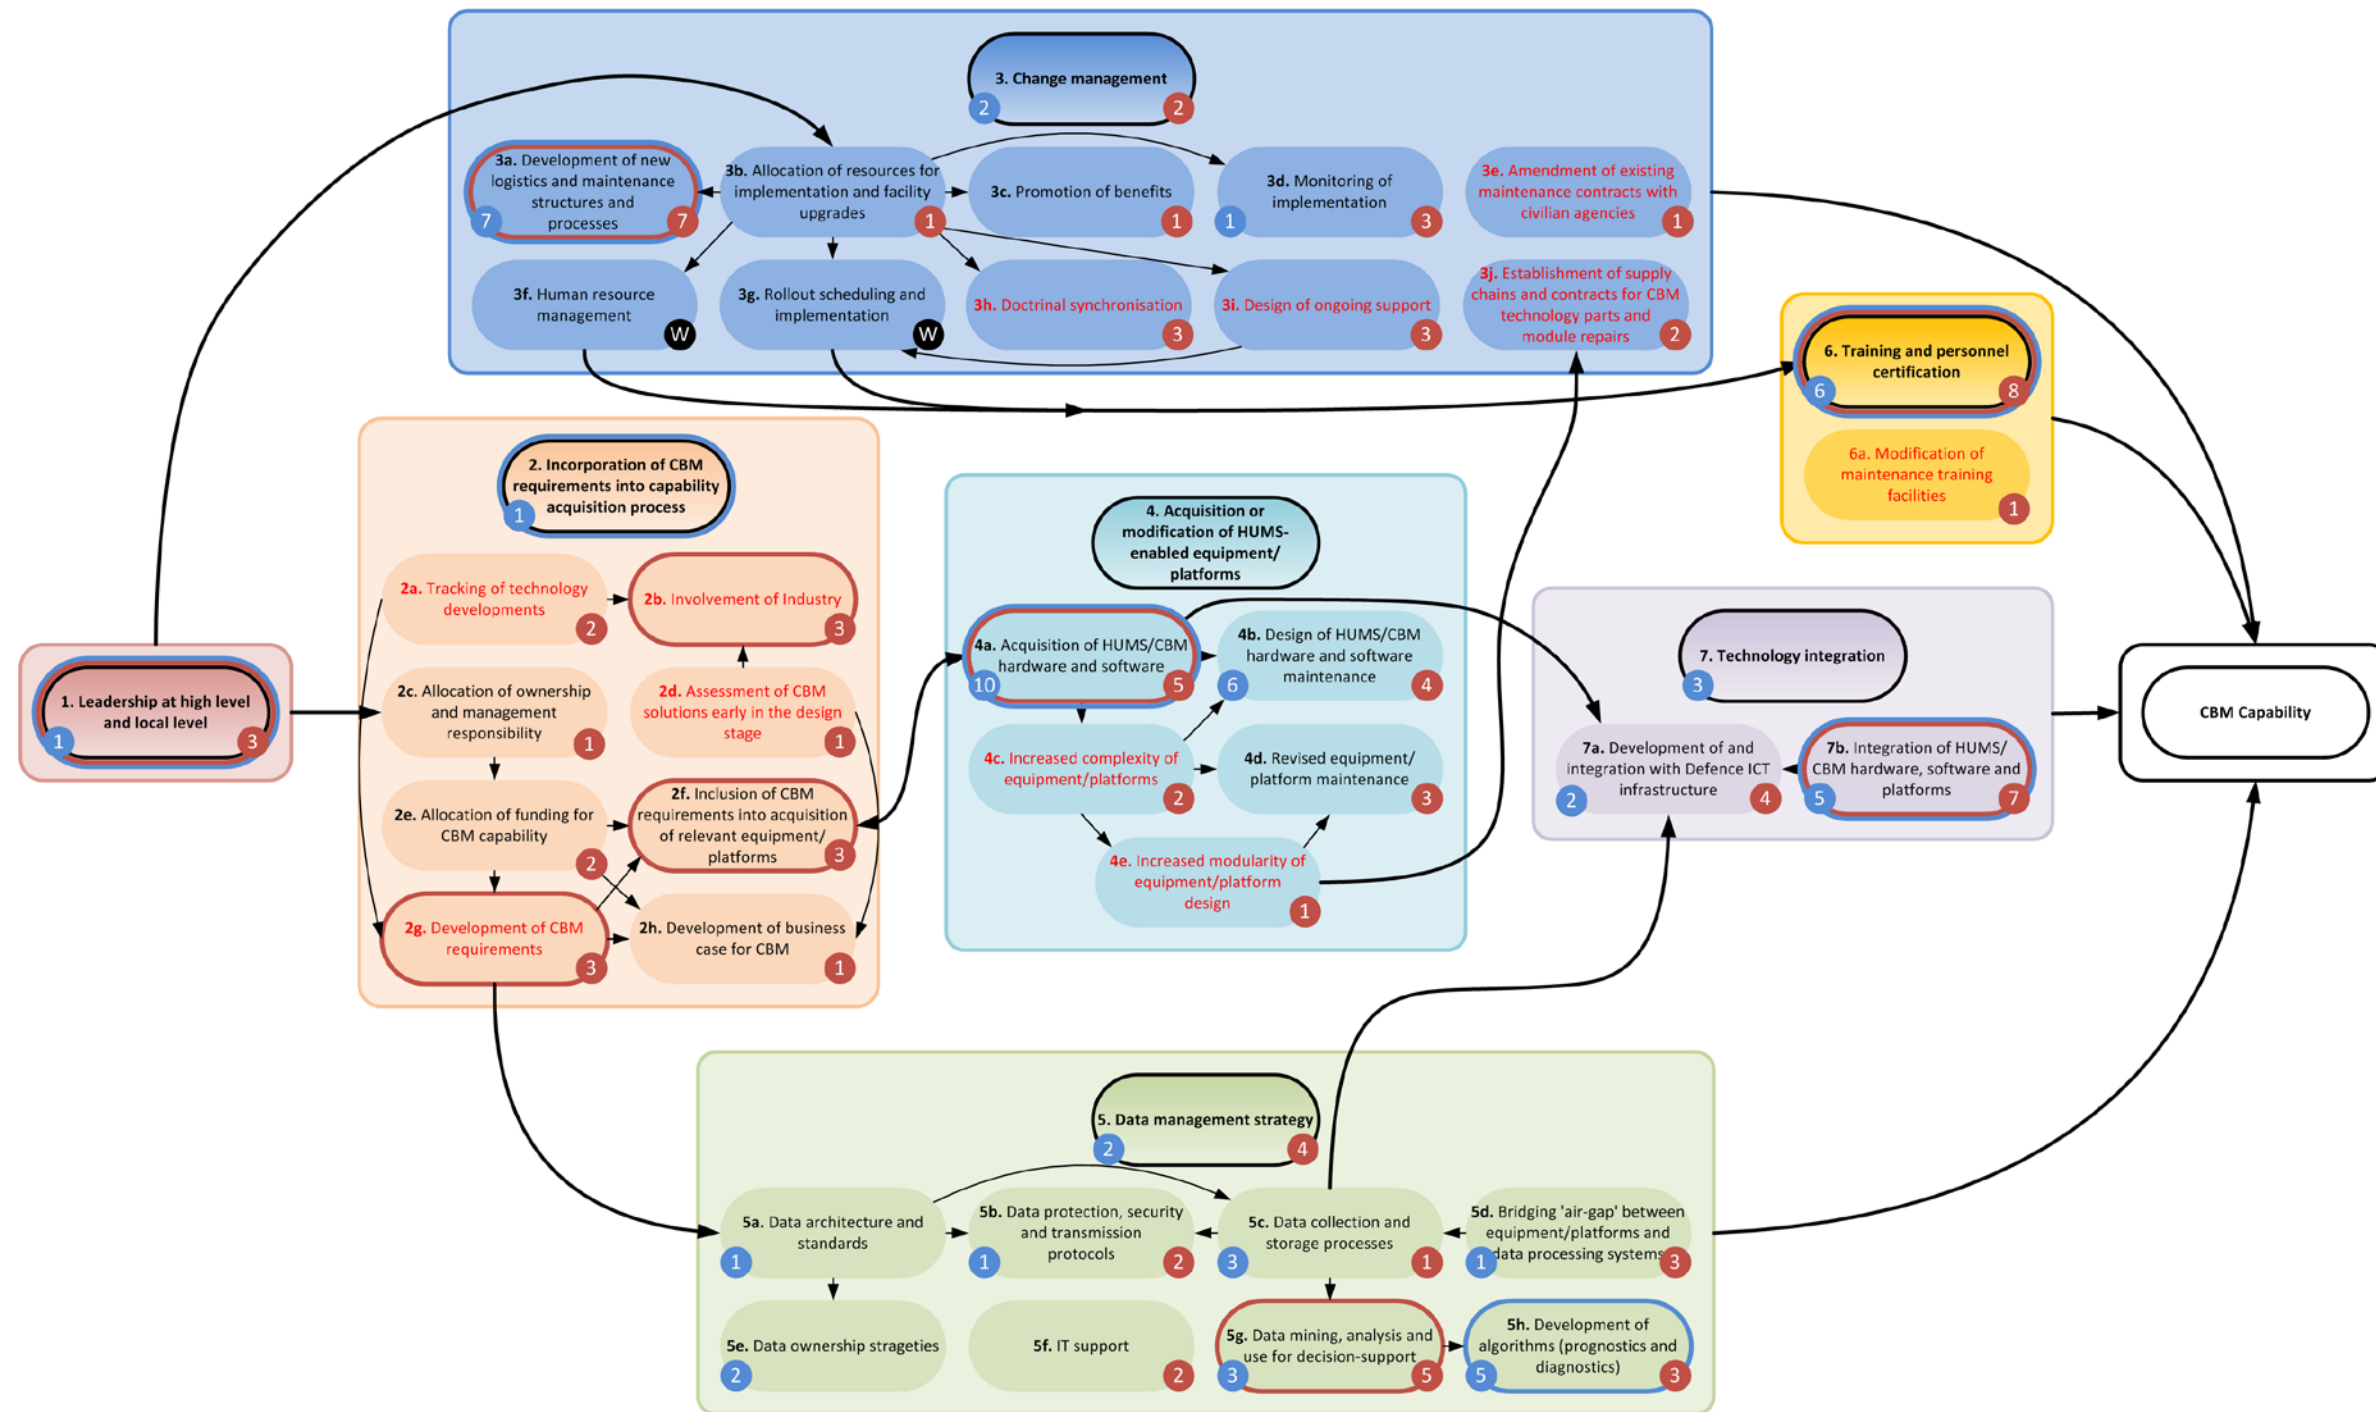 3. Change management
2
2
3a. Development of new
logistics and maintenance
structures and
processes
7
7
3b. Allocation of resources for
implementation and facility
upgrades
1
3c. Promotion of benefits
1
3d. Monitoring of
implementation
1
3
3e. Amendment of existing
maintenance contracts with
civilian agencies
1
3f. Human resource
management
W
3g. Rollout scheduling and
implementation
W
3h. Doctrinal synchronisation
3
3i. Design of ongoing support
3
3j. Establishment of supply
chains and contracts for CBM
technology parts and
module repairs
2
6. Training and personnel
certification
6
8
6a. Modification of
maintenance training
facilities
1
2. Incorporation of CBM
requirements into capability
acquisition process
1
2a. Tracking of technology
developments
2
2b. Involvement of Industry
3
2c. Allocation of ownership
and management
responsibility
1
2d. Assessment of CBM
solutions early in the design
stage
1
2e. Allocation of funding for
CBM capability
2
2f. Inclusion of CBM
requirements into acquisition
of relevant equipment/
platforms
3
2g. Development of CBM
requirements
3
2h. Development of business
case for CBM
1
1. Leadership at high level
and local level
1
3
4. Acquisition or
modification of HUMS-
enabled equipment/
platforms
4a. Acquisition of HUMS/CBM
hardware and software
10
5
4b. Design of HUMS/CBM
hardware and software
maintenance
6
4
4c. Increased complexity of
equipment/platforms
2
4d. Revised equipment/
platform maintenance
3
4e. Increased modularity of
equipment/platform
design
1
7. Technology integration
3
7a. Development of and
integration with Defence ICT
infrastructure
2
4
7b. Integration of HUMS/
CBM hardware, software and
platforms
5
7
CBM Capability
5. Data management strategy
2
4
5a. Data architecture and
standards
1
5b. Data protection, security
and transmission
protocols
1
2
5c. Data collection and
storage processes
3
1
5d. Bridging 'air-gap' between
equipment/platforms and
data processing systems
1
3
5e. Data ownership strageties
2
5f. IT support
2
5g. Data mining, analysis and
use for decision-support
3
5
5h. Development of
algorithms (prognostics and
diagnostics)
5
3